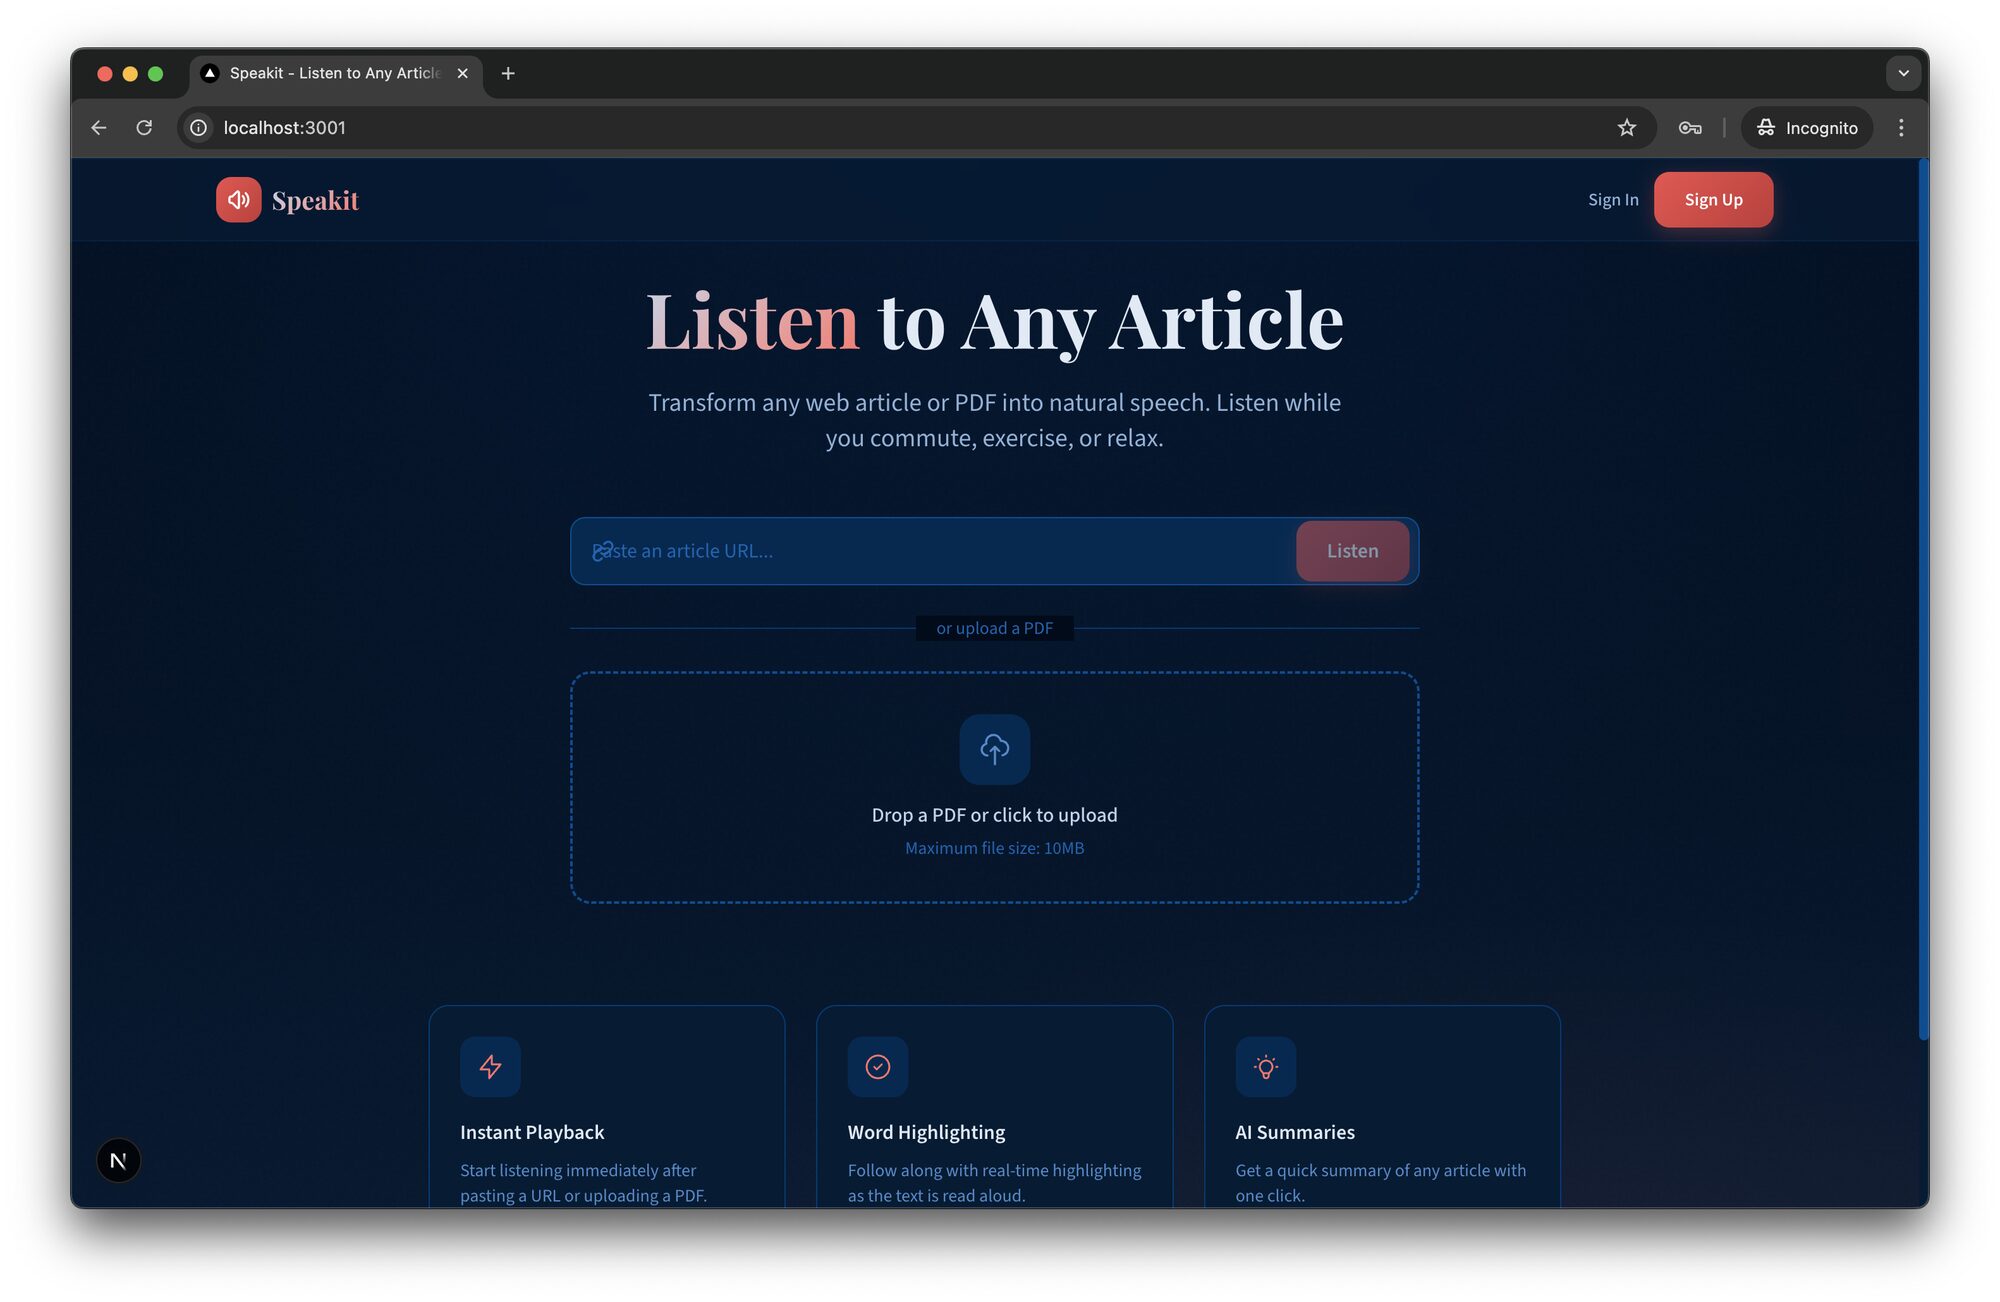 Speakit - Listen to Any Article
localhost:3001
Incognito
Speakit
Sign In
Sign Up
Listen to Any Article
Transform any web article or PDF into natural speech. Listen while
you commute, exercise, or relax.
Paste an article URL...
Listen
or upload a PDF
Drop a PDF or click to upload
Maximum file size: 10MB
Instant Playback
Start listening immediately after
pasting a URL or uploading a PDF.
Word Highlighting
Follow along with real-time highlighting
as the text is read aloud.
AI Summaries
Get a quick summary of any article with
one click.
N